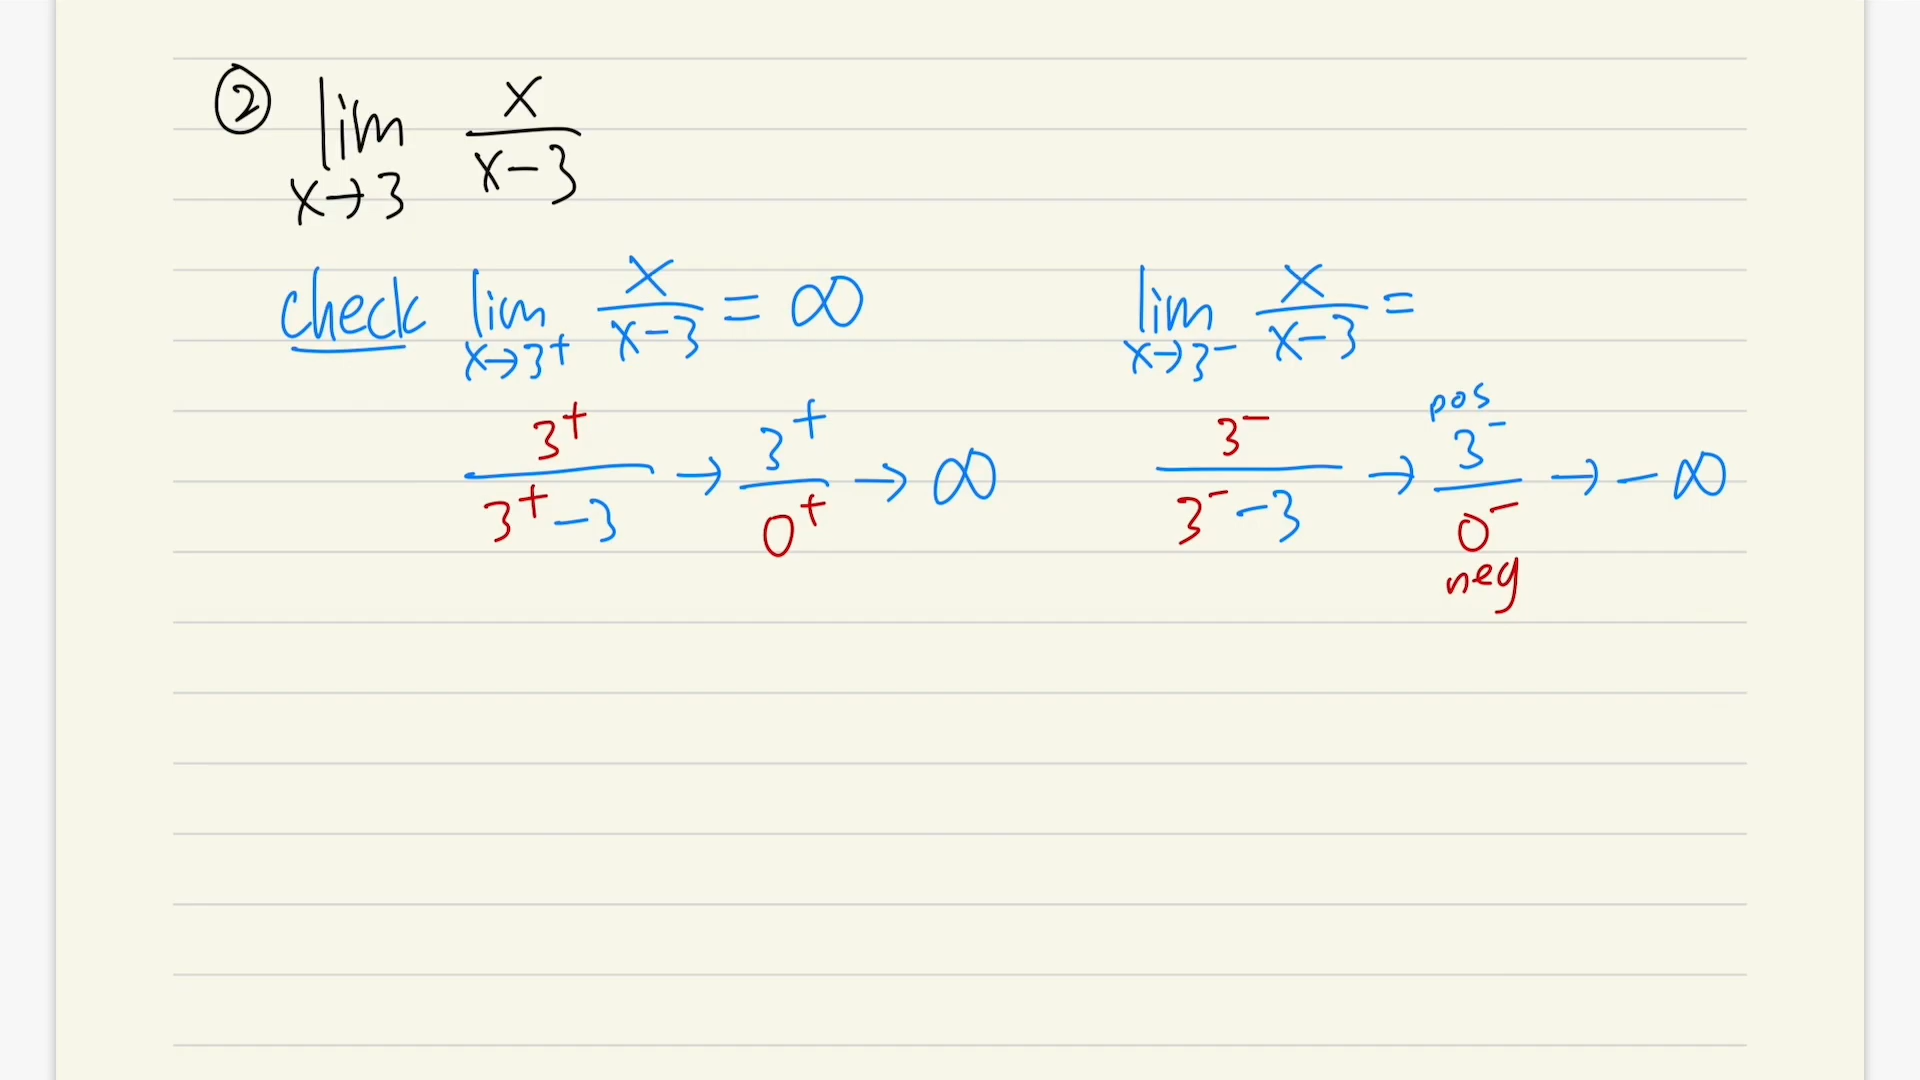 ② lim x→3 x/(x-3)
check lim x→3⁺ x/(x-3) = ∞ lim x→3⁻ x/(x-3) =
3⁺/(3⁺-3) → 3⁺/0⁺ → ∞ 3⁻/(3⁻-3) → pos 3⁻/0⁻ neg → -∞